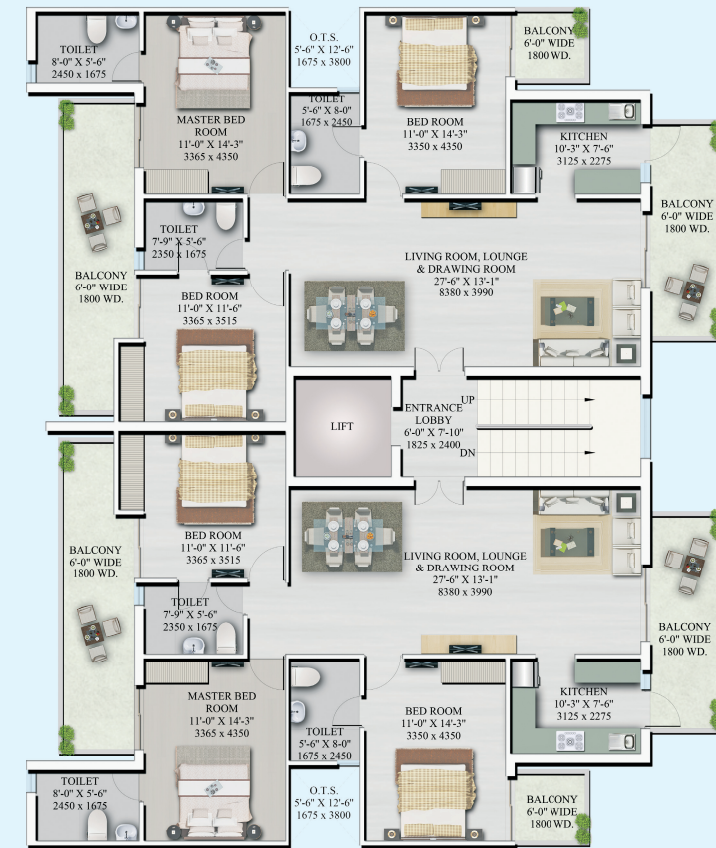 TOILET
8'-0" X 5'-6"
2450 x 1675
MASTER BED
ROOM
11'-0" X 14'-3"
3365 x 4350
O.T.S.
5'-6" X 12'-6"
1675 x 3800
TOILET
5'-6" X 8-0"
1675 x 2450
BED ROOM
11'-0" X 14'-3"
3350 x 4350
BALCONY
6'-0" WIDE
1800 WD.
KITCHEN
10'-3" X 7'-6"
3125 x 2275
BALCONY
6'-0" WIDE
1800 WD.
TOILET
7'-9" X 5'-6"
2350 x 1675
BALCONY
6'-0" WIDE
1800 WD.
BED ROOM
11'-0" X 11'-6"
3365 x 3515
LIVING ROOM, LOUNGE
& DRAWING ROOM
27'-6" X 13'-1"
8380 x 3990
LIFT
ENTRANCE
LOBBY
6'-0" X 7'-10"
1825 x 2400
UP
DN
BED ROOM
11'-0" X 11'-6"
3365 x 3515
BALCONY
6'-0" WIDE
1800 WD.
LIVING ROOM, LOUNGE
& DRAWING ROOM
27'-6" X 13'-1"
8380 x 3990
TOILET
7'-9" X 5'-6"
2350 x 1675
BALCONY
6'-0" WIDE
1800 WD.
MASTER BED
ROOM
11'-0" X 14'-3"
3365 x 4350
TOILET
5'-6" X 8-0"
1675 x 2450
BED ROOM
11'-0" X 14'-3"
3350 x 4350
KITCHEN
10'-3" X 7'-6"
3125 x 2275
TOILET
8'-0" X 5'-6"
2450 x 1675
O.T.S.
5'-6" X 12'-6"
1675 x 3800
BALCONY
6'-0" WIDE
1800 WD.